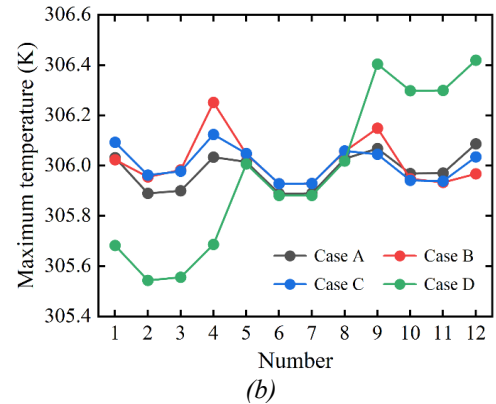 Maximum temperature (K)
306.6
306.4
306.2
306.0
305.8
305.6
305.4
Case A
Case B
Case C
Case D
1 2 3 4 5 6 7 8 9 10 11 12
Number
(b)